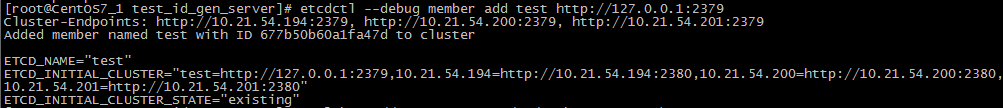 [root@CentOS7_1 test_id_gen_server]# etcdctl --debug member add test http://127.0.0.1:2379
Cluster-Endpoints: http://10.21.54.194:2379, http://10.21.54.200:2379, http://10.21.54.201:2379
Added member named test with ID 677b50b60a1fa47d to cluster
ETCD_NAME="test"
ETCD_INITIAL_CLUSTER="test=http://127.0.0.1:2379,10.21.54.194=http://10.21.54.194:2380,10.21.54.200=http://10.21.54.200:2380,
10.21.54.201=http://10.21.54.201:2380"
ETCD_INITIAL_CLUSTER_STATE="existing"